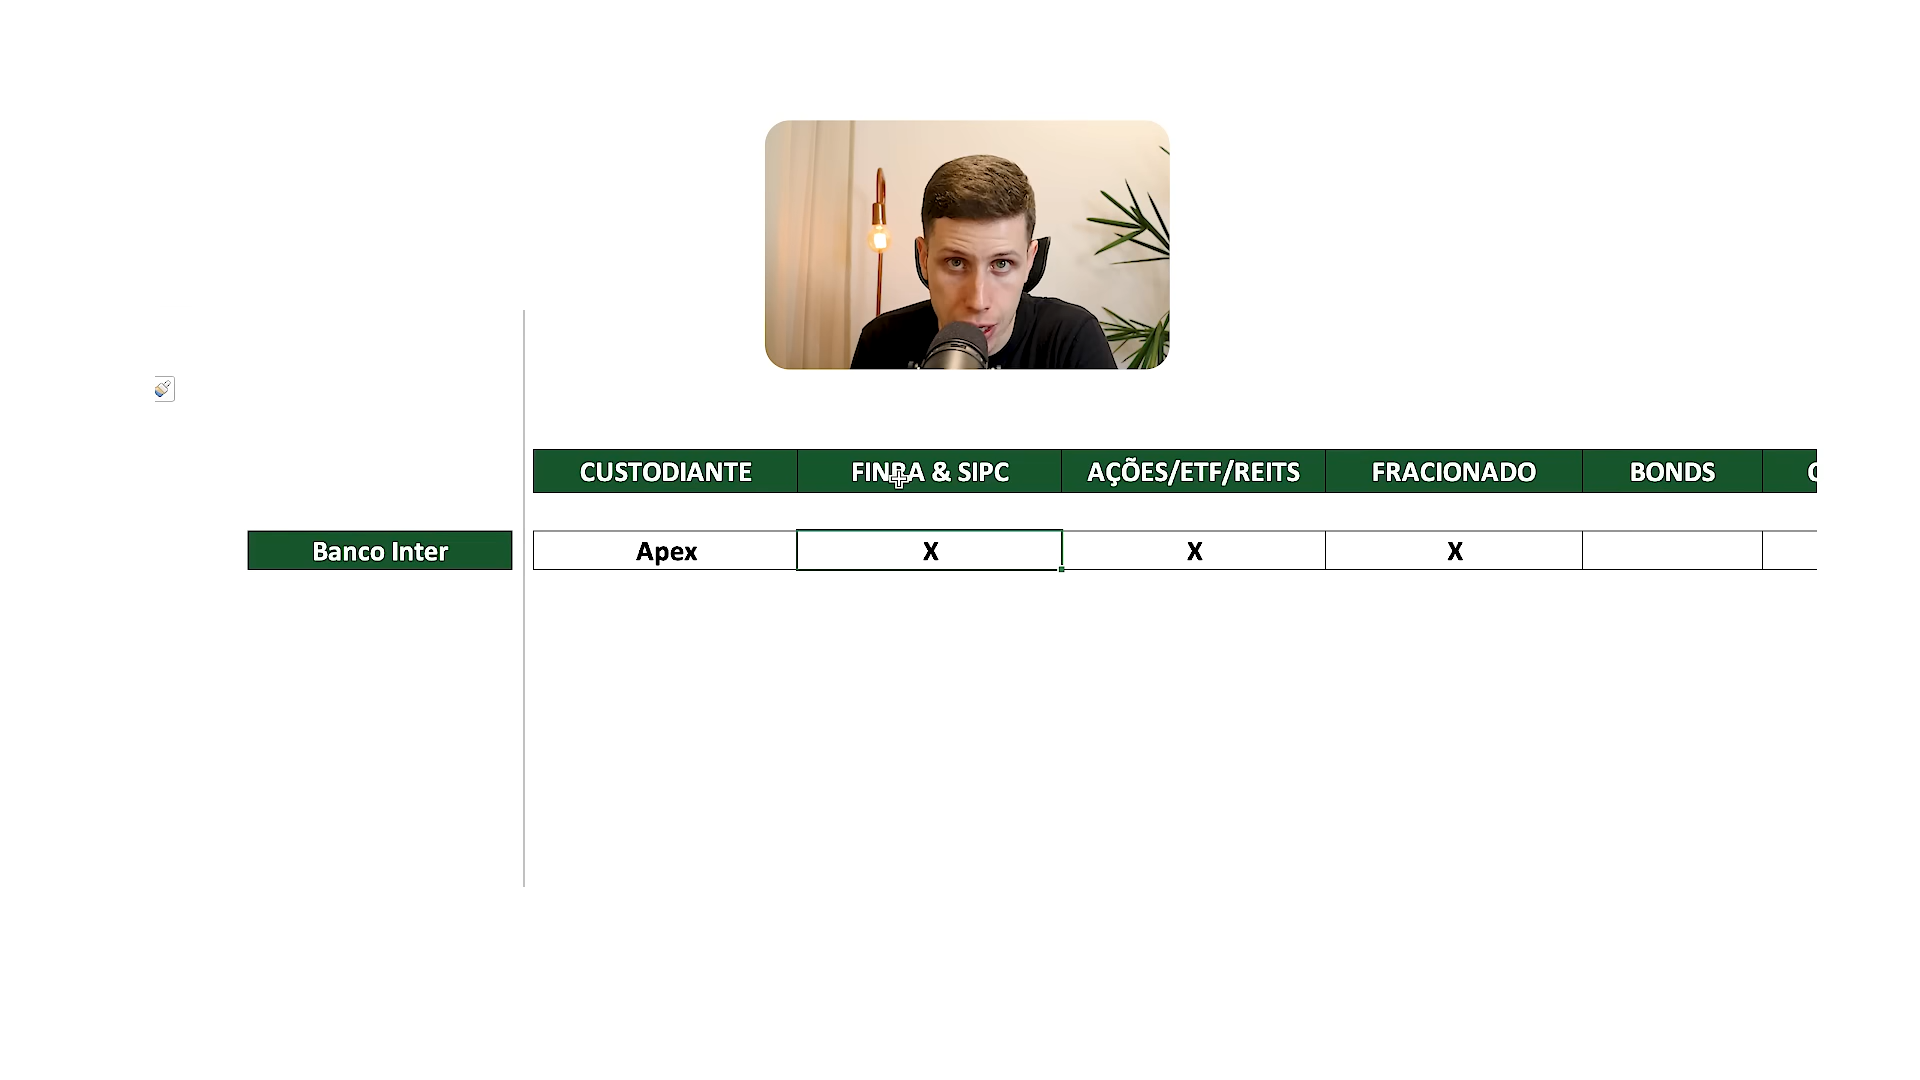 CUSTODIANTE FINRA & SIPC AÇÕES/ETF/REITS FRACIONADO BONDS
Banco Inter Apex X X X